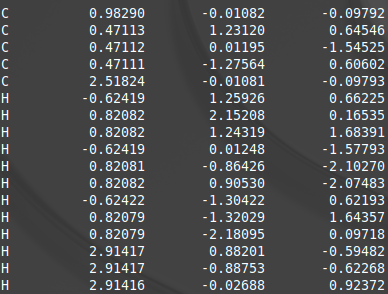 C 0.98290 -0.01082 -0.09792
C 0.47113 1.23120 0.64546
C 0.47112 0.01195 -1.54525
C 0.47111 -1.27564 0.60602
C 2.51824 -0.01081 -0.09793
H -0.62419 1.25926 0.66225
H 0.82082 2.15208 0.16535
H 0.82082 1.24319 1.68391
H -0.62419 0.01248 -1.57793
H 0.82081 -0.86426 -2.10270
H 0.82082 0.90530 -2.07483
H -0.62422 -1.30422 0.62193
H 0.82079 -1.32029 1.64357
H 0.82079 -2.18095 0.09718
H 2.91417 0.88201 -0.59482
H 2.91417 -0.88753 -0.62268
H 2.91416 -0.02688 0.92372